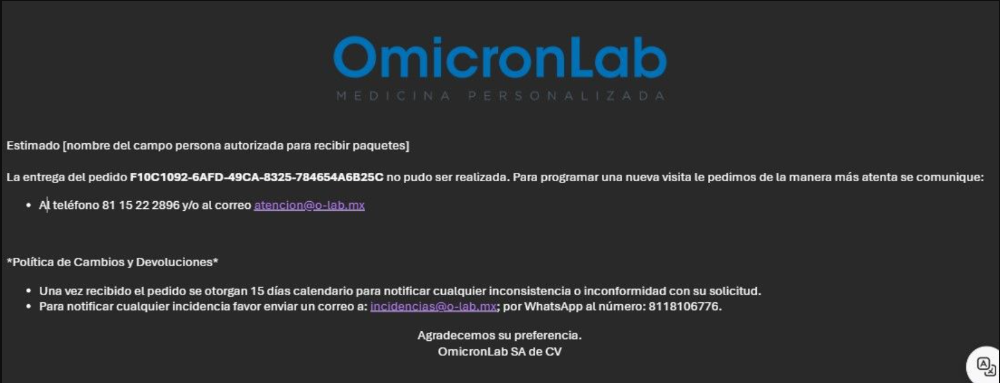 OmicronLab
MEDICINA PERSONALIZADA
Estimado [nombre del campo persona autorizada para recibir paquetes]
La entrega del pedido F10C1092-6AFD-49CA-8325-784654A6B25C no pudo ser realizada. Para programar una nueva visita le pedimos de la manera más atenta se comunique:
• Al teléfono 81 15 22 2896 y/o al correo atencion@o-lab.mx
*Política de Cambios y Devoluciones*
• Una vez recibido el pedido se otorgan 15 días calendario para notificar cualquier inconsistencia o inconformidad con su solicitud.
• Para notificar cualquier incidencia favor enviar un correo a: incidencias@o-lab.mx; por WhatsApp al número: 8118106776.
Agradecemos su preferencia.
OmicronLab SA de CV